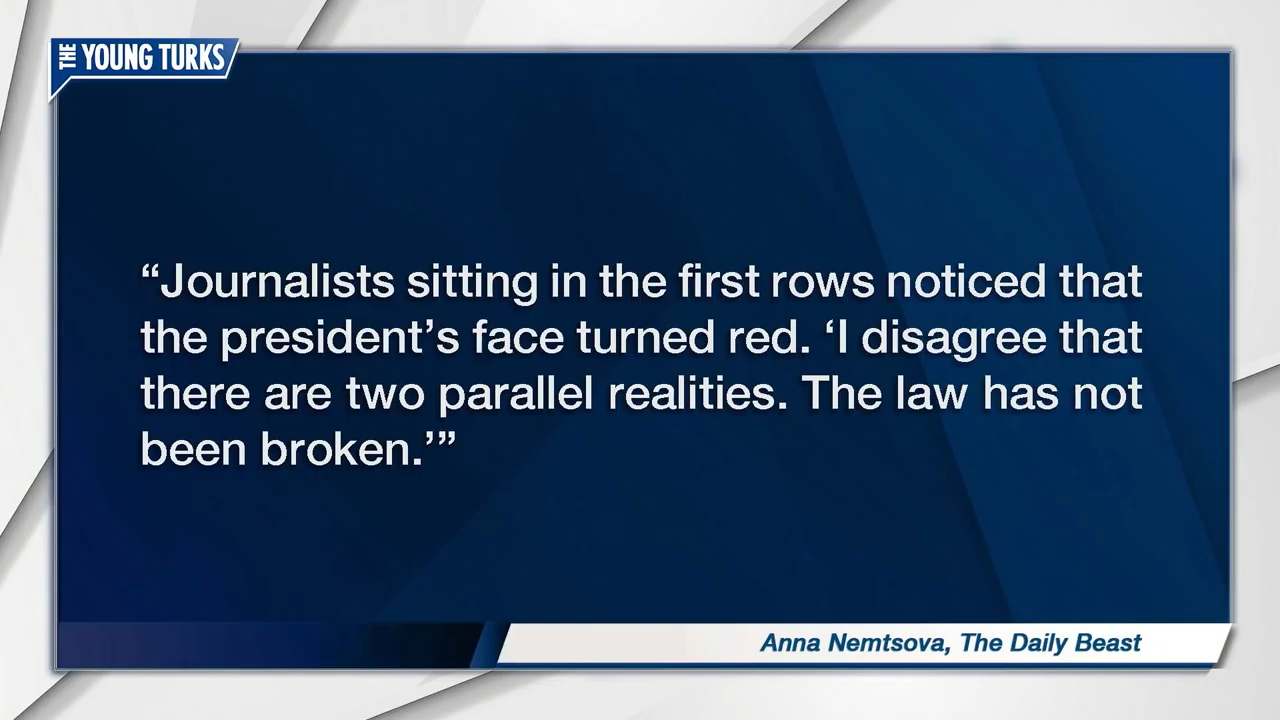 THE YOUNG TURKS
“Journalists sitting in the first rows noticed that
the president’s face turned red. ‘I disagree that
there are two parallel realities. The law has not
been broken.’”
Anna Nemtsova, The Daily Beast